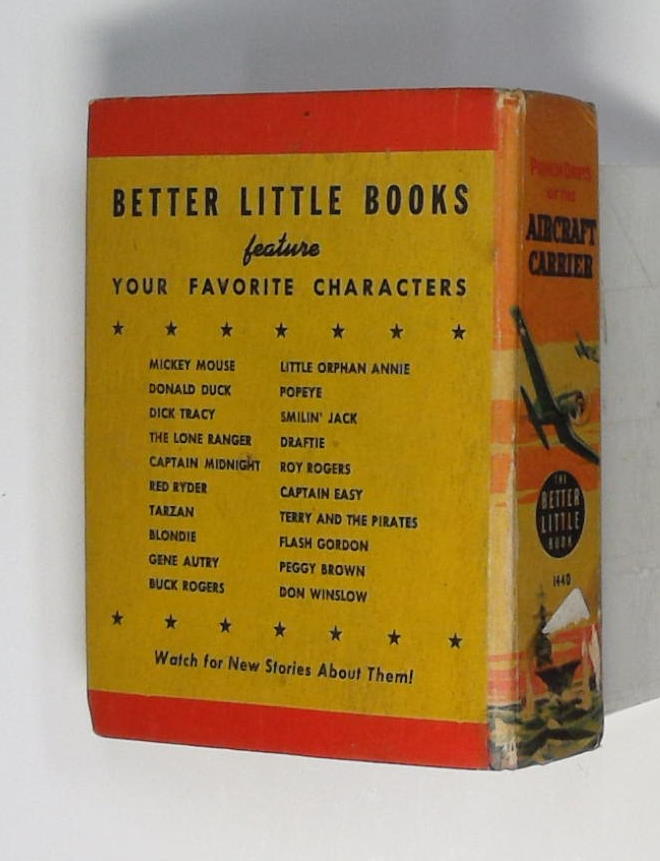 BETTER LITTLE BOOKS
feature
YOUR FAVORITE CHARACTERS
MICKEY MOUSE
DONALD DUCK
DICK TRACY
THE LONE RANGER
CAPTAIN MIDNIGHT
RED RYDER
TARZAN
BLONDIE
GENE AUTRY
BUCK ROGERS
LITTLE ORPHAN ANNIE
POPEYE
SMILIN' JACK
DRAFTIE
ROY ROGERS
CAPTAIN EASY
TERRY AND THE PIRATES
FLASH GORDON
PEGGY BROWN
DON WINSLOW
Watch for New Stories About Them!
OF THE
AIRCRAFT
CARRIER
THE
BETTER
LITTLE
BOOK
1440